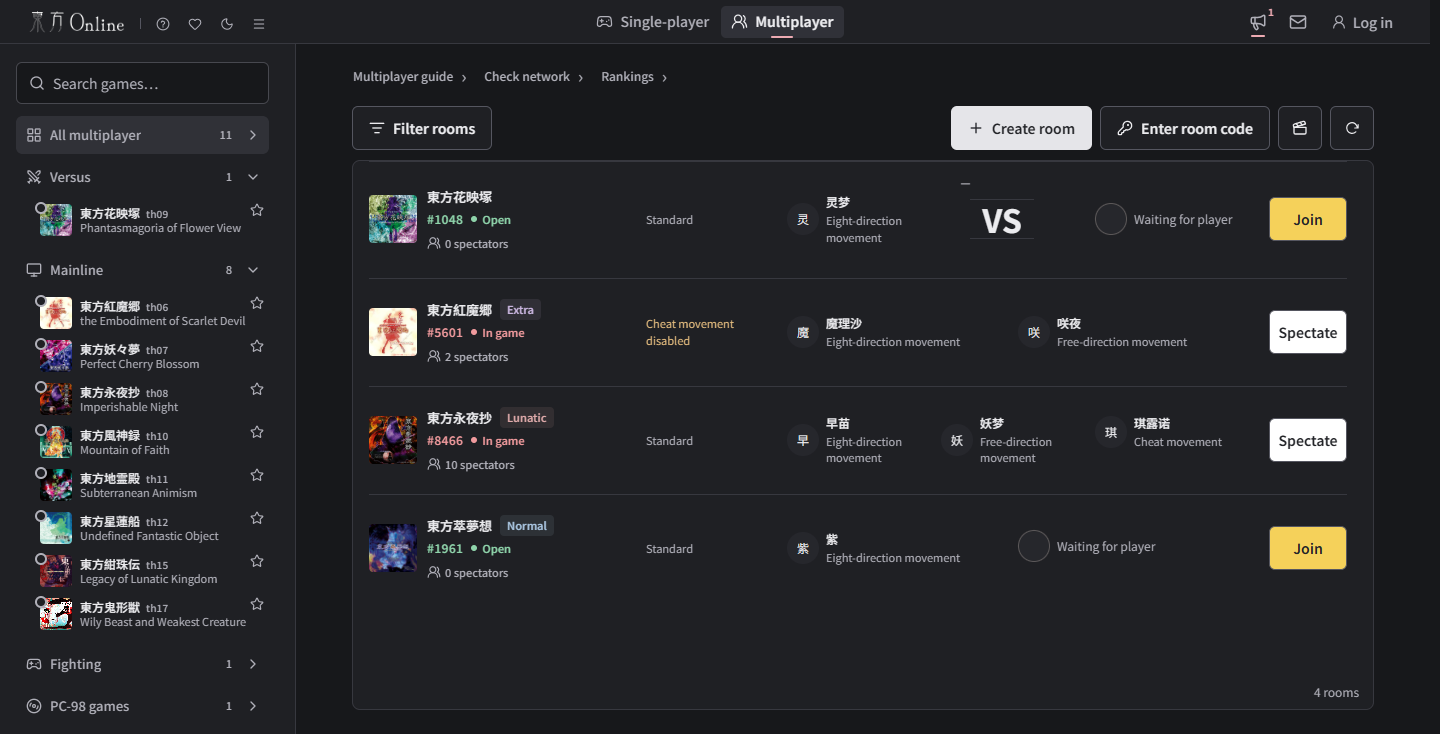 東方 Online
Single-player
Multiplayer
1
Log in
Search games...
All multiplayer 11
Versus 1
東方花映塚 th09
Phantasmagoria of Flower View
Mainline 8
東方紅魔郷 th06
the Embodiment of Scarlet Devil
東方妖々夢 th07
Perfect Cherry Blossom
東方永夜抄 th08
Imperishable Night
東方風神録 th10
Mountain of Faith
東方地霊殿 th11
Subterranean Animism
東方星蓮船 th12
Undefined Fantastic Object
東方紺珠伝 th15
Legacy of Lunatic Kingdom
東方鬼形獣 th17
Wily Beast and Weakest Creature
Fighting 1
PC-98 games 1
Multiplayer guide › Check network › Rankings ›
Filter rooms
Create room
Enter room code
東方花映塚
#1048 • Open
0 spectators
Standard
灵
灵梦
Eight-direction
movement
—
VS
Waiting for player
Join
東方紅魔郷 Extra
#5601 • In game
2 spectators
Cheat movement
disabled
魔
魔理沙
Eight-direction movement
咲
咲夜
Free-direction movement
Spectate
東方永夜抄 Lunatic
#8466 • In game
10 spectators
Standard
早
早苗
Eight-direction
movement
妖
妖梦
Free-direction
movement
琪
琪露诺
Cheat movement
Spectate
東方萃夢想 Normal
#1961 • Open
0 spectators
Standard
紫
紫
Eight-direction movement
Waiting for player
Join
4 rooms